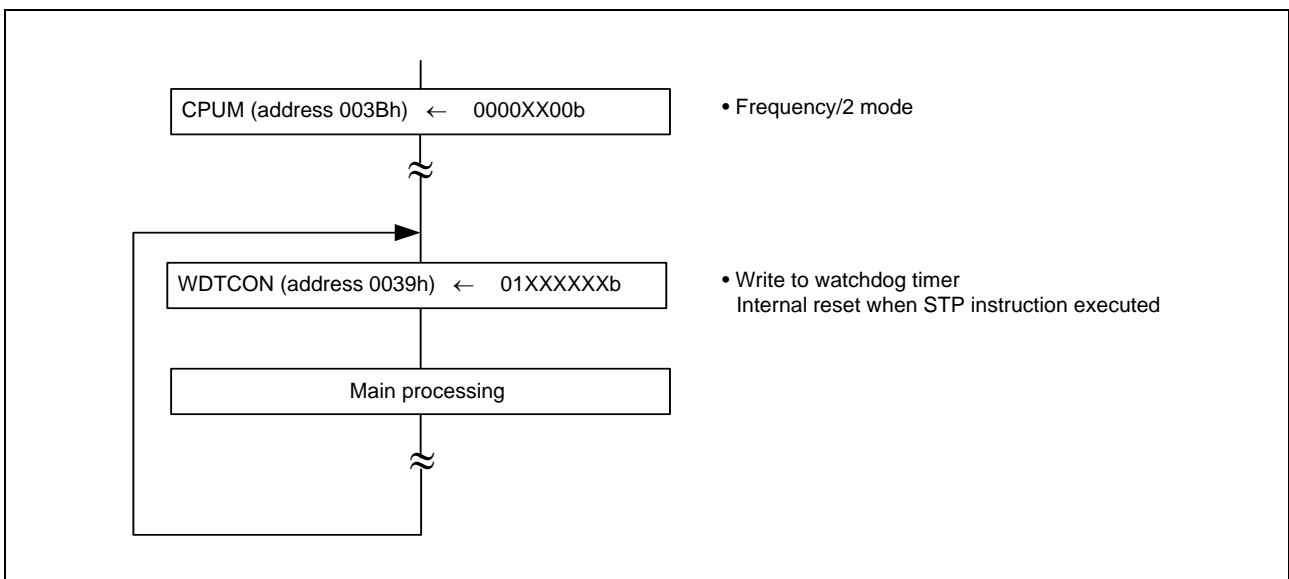 CPUM (address 003Bh) ← 0000XX00b
• Frequency/2 mode
WDTCON (address 0039h) ← 01XXXXXXb
• Write to watchdog timer
Internal reset when STP instruction executed
Main processing